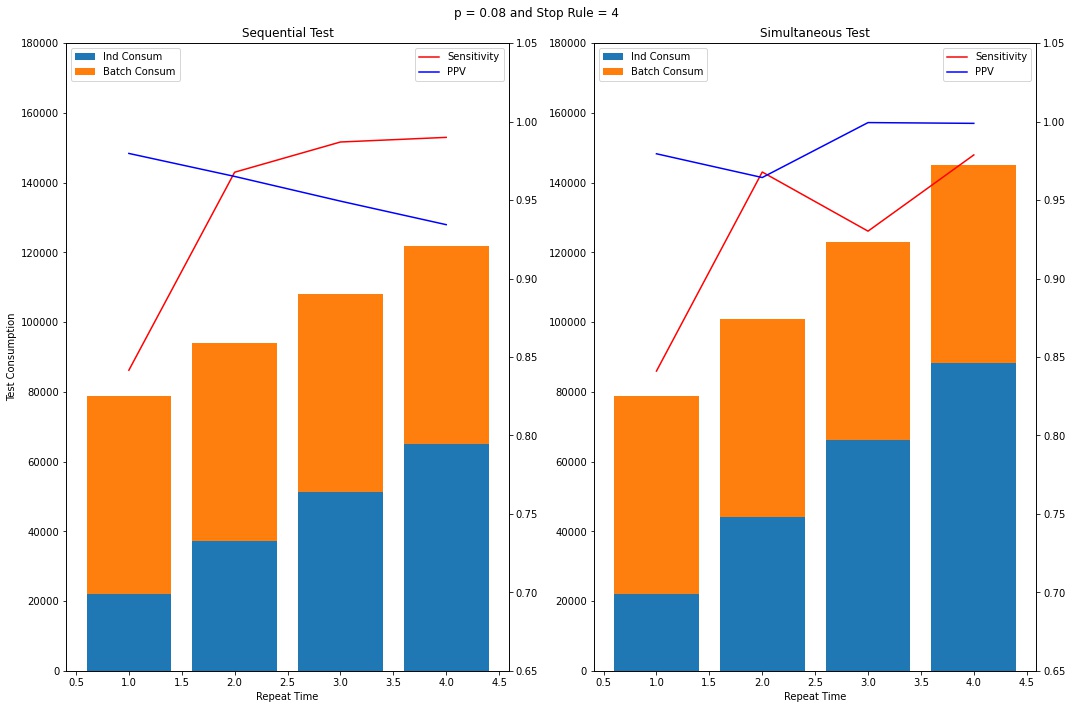 p = 0.08 and Stop Rule = 4
Sequential Test
Ind Consum
Batch Consum
Sensitivity
PPV
180000
160000
140000
120000
100000
80000
60000
40000
20000
0
Test Consumption
1.05
1.00
0.95
0.90
0.85
0.80
0.75
0.70
0.65
0.5 1.0 1.5 2.0 2.5 3.0 3.5 4.0 4.5
Repeat Time
Simultaneous Test
Ind Consum
Batch Consum
Sensitivity
PPV
180000
160000
140000
120000
100000
80000
60000
40000
20000
0
1.05
1.00
0.95
0.90
0.85
0.80
0.75
0.70
0.65
0.5 1.0 1.5 2.0 2.5 3.0 3.5 4.0 4.5
Repeat Time